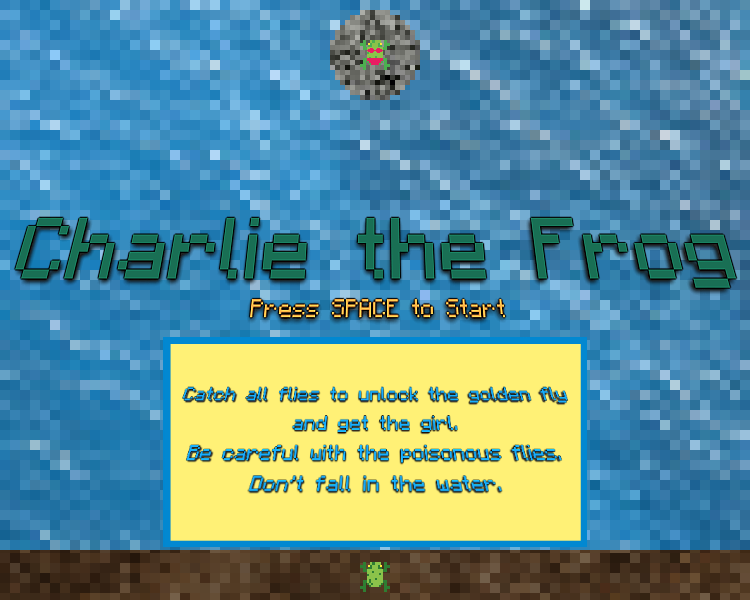 Charlie the Frog
Press SPACE to Start
Catch all flies to unlock the golden fly
and get the girl.
Be careful with the poisonous flies.
Don't fall in the water.